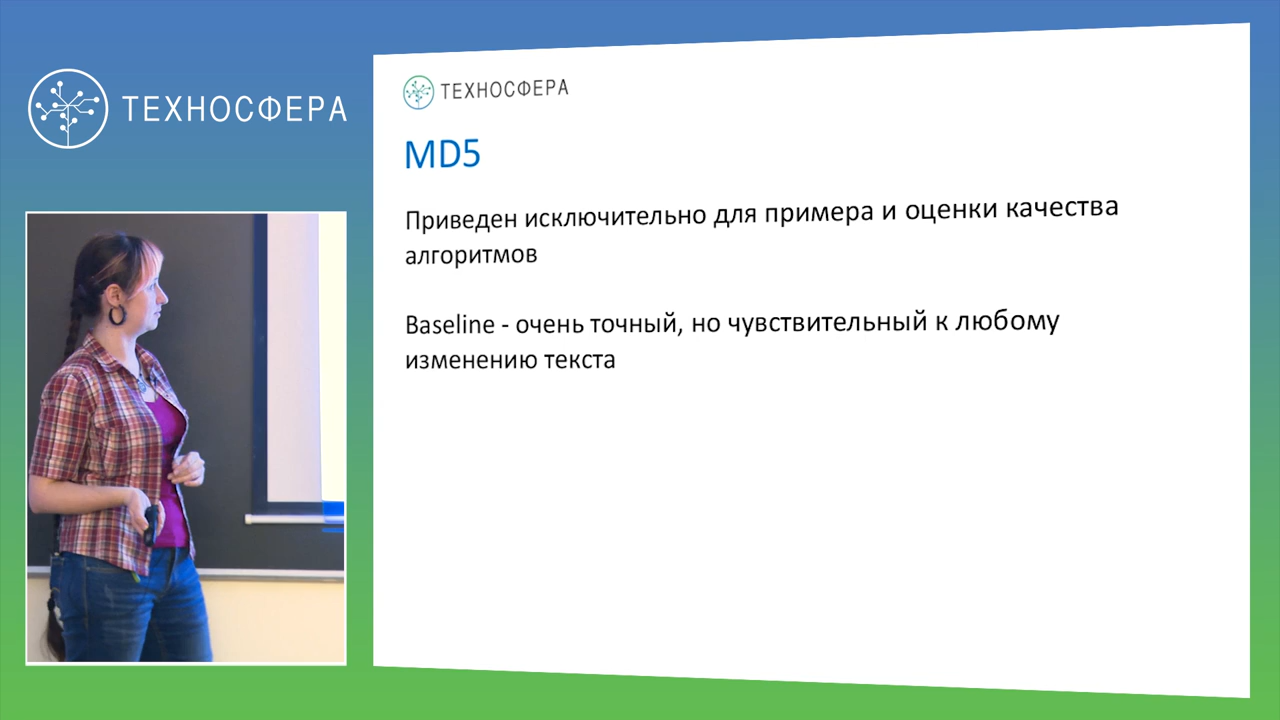 ТЕХНОСФЕРА
ТЕХНОСФЕРА
MD5
Приведен исключительно для примера и оценки качества
алгоритмов
Baseline - очень точный, но чувствительный к любому
изменению текста